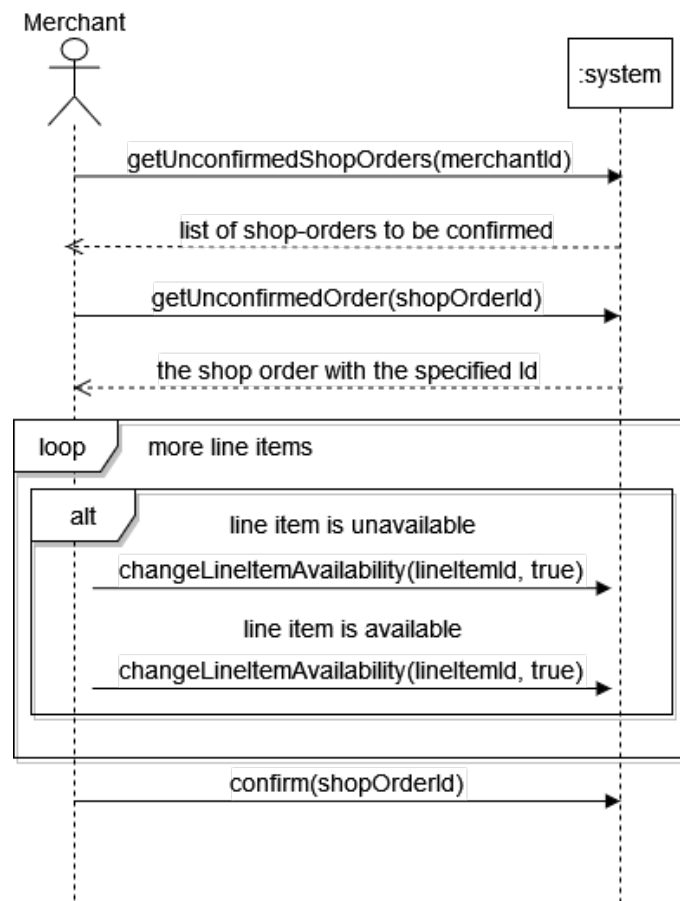 Merchant
:system
getUnconfirmedShopOrders(merchantId)
list of shop-orders to be confirmed
getUnconfirmedOrder(shopOrderId)
the shop order with the specified Id
loop
more line items
alt
line item is unavailable
changeLineItemAvailability(lineItemId, true)
line item is available
changeLineItemAvailability(lineItemId, true)
confirm(shopOrderId)